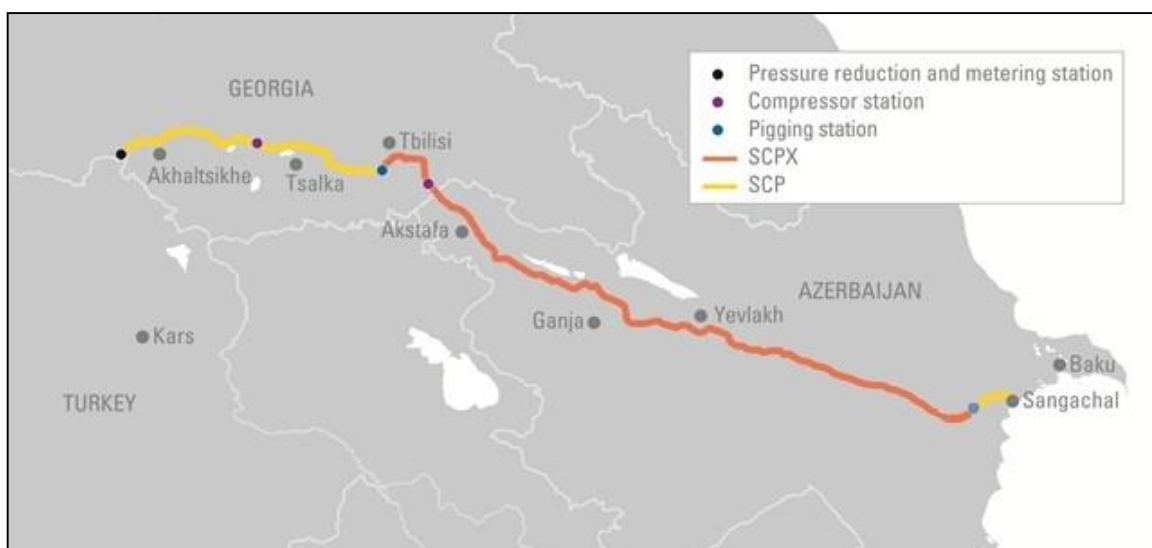 Pressure reduction and metering station
Compressor station
Pigging station
SCPX
SCP
GEORGIA
Tbilisi
Akhaltsikhe
Tsalka
Akstafa
AZERBAIJAN
Ganja
Yevlakh
Kars
Baku
TURKEY
Sangachal